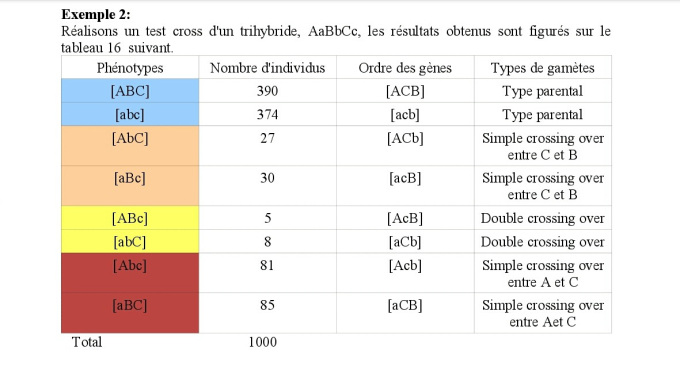 Exemple 2:
Réalisons un test cross d'un trihybride, AaBbCc, les résultats obtenus sont figurés sur le
tableau 16 suivant.
Phénotypes Nombre d'individus Ordre des gènes Types de gamètes
[ABC] 390 [ACB] Type parental
[abc] 374 [acb] Type parental
[AbC] 27 [ACb] Simple crossing over
entre C et B
[aBc] 30 [acB] Simple crossing over
entre C et B
[ABc] 5 [AcB] Double crossing over
[abC] 8 [aCb] Double crossing over
[Abc] 81 [Acb] Simple crossing over
entre A et C
[aBC] 85 [aCB] Simple crossing over
entre Aet C
Total 1000